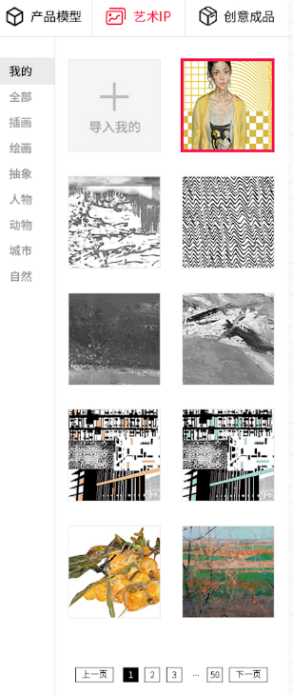 产品模型 艺术IP 创意成品
我的
全部
插画
绘画
抽象
人物
动物
城市
自然
导入我的
上一页 1 2 3 ··· 50 下一页